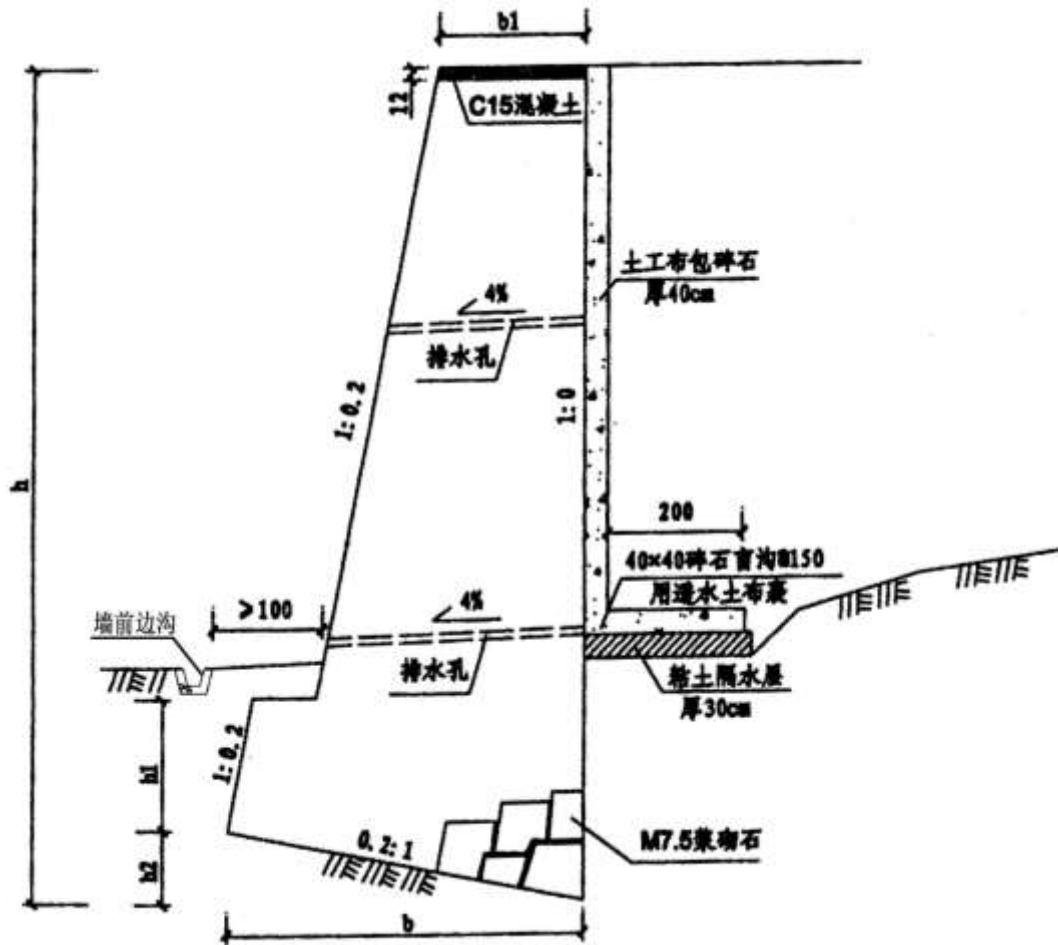 b1
12
C15混凝土
土工布包碎石
厚40cm
4%
排水孔
1:0.2
1:0
h
200
40×40碎石盲沟@150
用透水土布裹
>100
4%
墙前边沟
排水孔
粘土隔水层
厚30cm
1:0.2
h1
M7.5浆砌石
0.2:1
h2
b